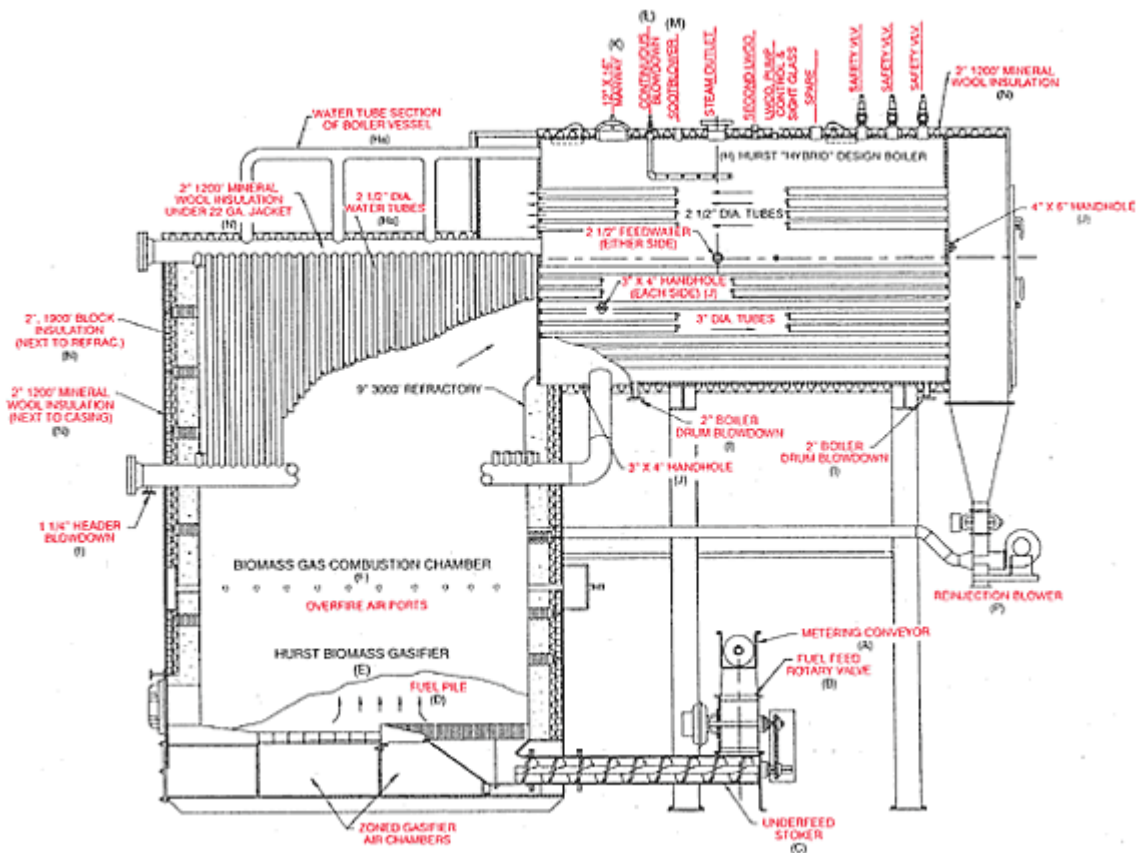 12" X 16"
MANWAY (K)
(L)
CONTINUOUS
BLOWDOWN
(M)
SOOTBLOWER
STEAM OUTLET
SECOND LWCO
LWCO, PUMP
CONTROL &
SIGHT GLASS
SPARE
SAFETY VLV
SAFETY VLV
SAFETY VLV
2" 1200° MINERAL
WOOL INSULATION
(N)
WATER TUBE SECTION
OF BOILER VESSEL
(Ha)
(H) HURST "HYBRID" DESIGN BOILER
2" 1200° MINERAL
WOOL INSULATION
UNDER 22 GA. JACKET
(N)
2 1/2" DIA.
WATER TUBES
(Ha)
2 1/2" DIA. TUBES
4" X 6" HANDHOLE
(J)
2 1/2" FEEDWATER
(EITHER SIDE)
3" X 4" HANDHOLE
(EACH SIDE) (J)
3" DIA. TUBES
2", 1900° BLOCK
INSULATION
(NEXT TO REFRAC.)
(N)
9" 3000° REFRACTORY
2" 1200° MINERAL
WOOL INSULATION
(NEXT TO CASING)
(N)
2" BOILER
DRUM BLOWDOWN
(I)
2" BOILER
DRUM BLOWDOWN
(I)
3" X 4" HANDHOLE
(J)
1 1/4" HEADER
BLOWDOWN
(I)
BIOMASS GAS COMBUSTION CHAMBER
(F)
OVERFIRE AIR PORTS
REINJECTION BLOWER
(P)
HURST BIOMASS GASIFIER
(E)
FUEL PILE
(D)
METERING CONVEYOR
(A)
FUEL FEED
ROTARY VALVE
(B)
ZONED GASIFIER
AIR CHAMBERS
UNDERFEED
STOKER
(C)